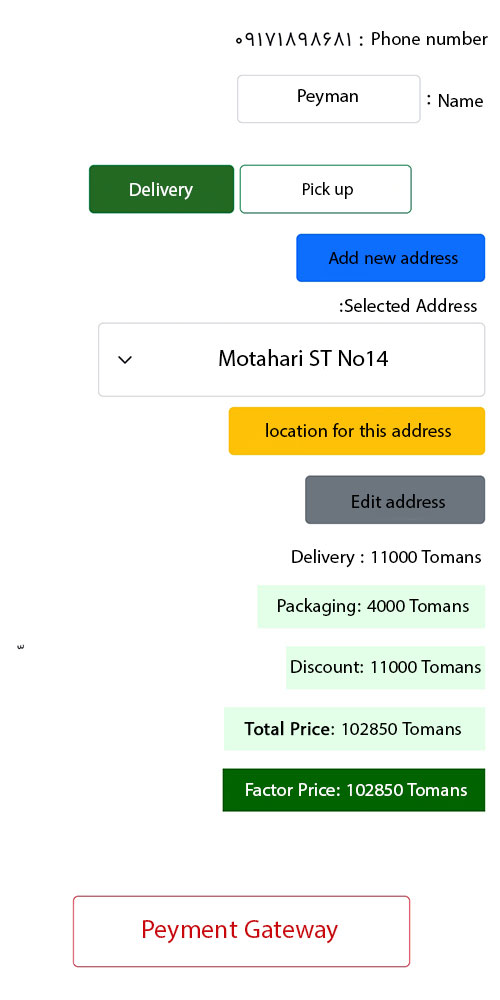 ۰۹۱۷۱۸۹۸۶۸۱ : Phone number
Peyman : Name
Delivery Pick up
Add new address
:Selected Address
Motahari ST No14
location for this address
Edit address
Delivery : 11000 Tomans
Packaging: 4000 Tomans
Discount: 11000 Tomans
Total Price: 102850 Tomans
Factor Price: 102850 Tomans
Peyment Gateway